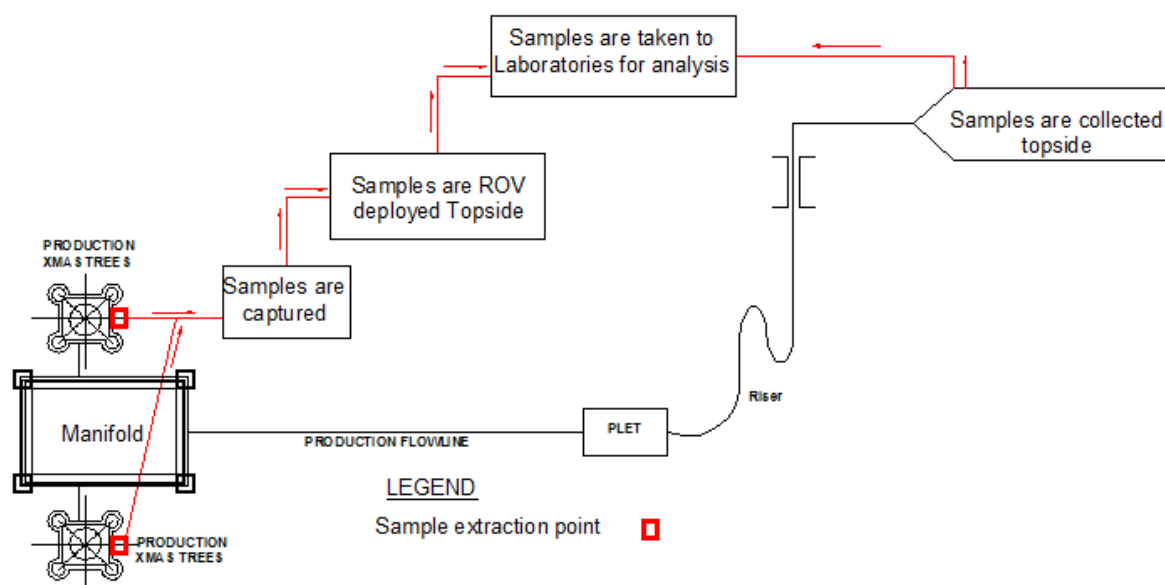 Samples are taken to
Laboratories for analysis
Samples are collected
topside
Samples are ROV
deployed Topside
PRODUCTION
XMAS TREES
Samples are
captured
Manifold
PRODUCTION FLOWLINE
PLET
Riser
LEGEND
Sample extraction point
PRODUCTION
XMAS TREES